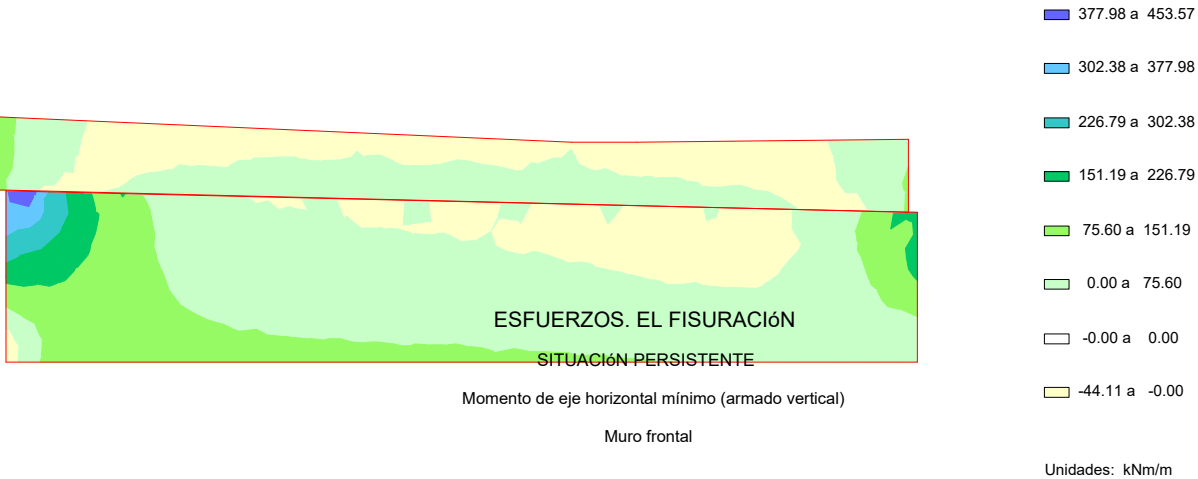 377.98 a 453.57
302.38 a 377.98
226.79 a 302.38
151.19 a 226.79
75.60 a 151.19
0.00 a 75.60
-0.00 a 0.00
-44.11 a -0.00
Unidades: kNm/m
ESFUERZOS. EL FISURACIóN
SITUACIóN PERSISTENTE
Momento de eje horizontal mínimo (armado vertical)
Muro frontal